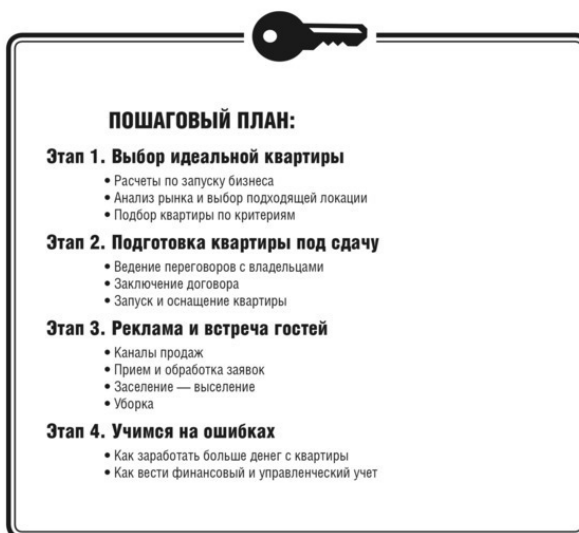 ПОШАГОВЫЙ ПЛАН:
Этап 1. Выбор идеальной квартиры
• Расчеты по запуску бизнеса
• Анализ рынка и выбор подходящей локации
• Подбор квартиры по критериям
Этап 2. Подготовка квартиры под сдачу
• Ведение переговоров с владельцами
• Заключение договора
• Запуск и оснащение квартиры
Этап 3. Реклама и встреча гостей
• Каналы продаж
• Прием и обработка заявок
• Заселение — выселение
• Уборка
Этап 4. Учимся на ошибках
• Как заработать больше денег с квартиры
• Как вести финансовый и управленческий учет